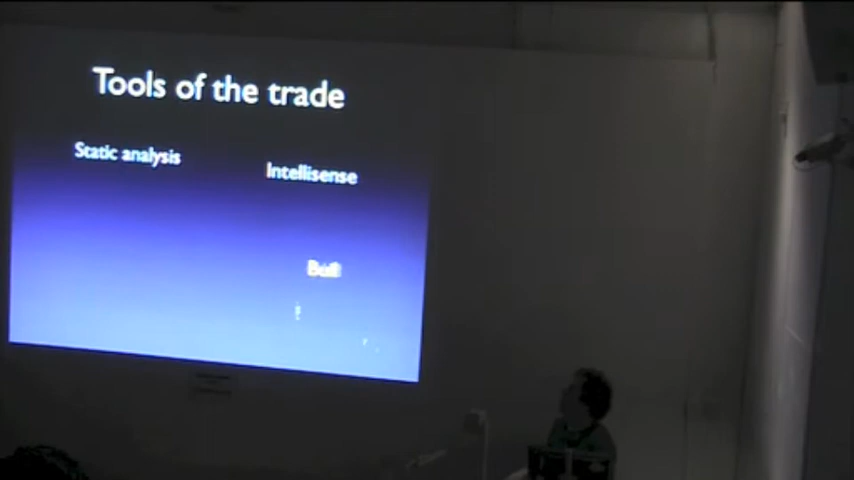 Tools of the trade
Static analysis
Intellisense